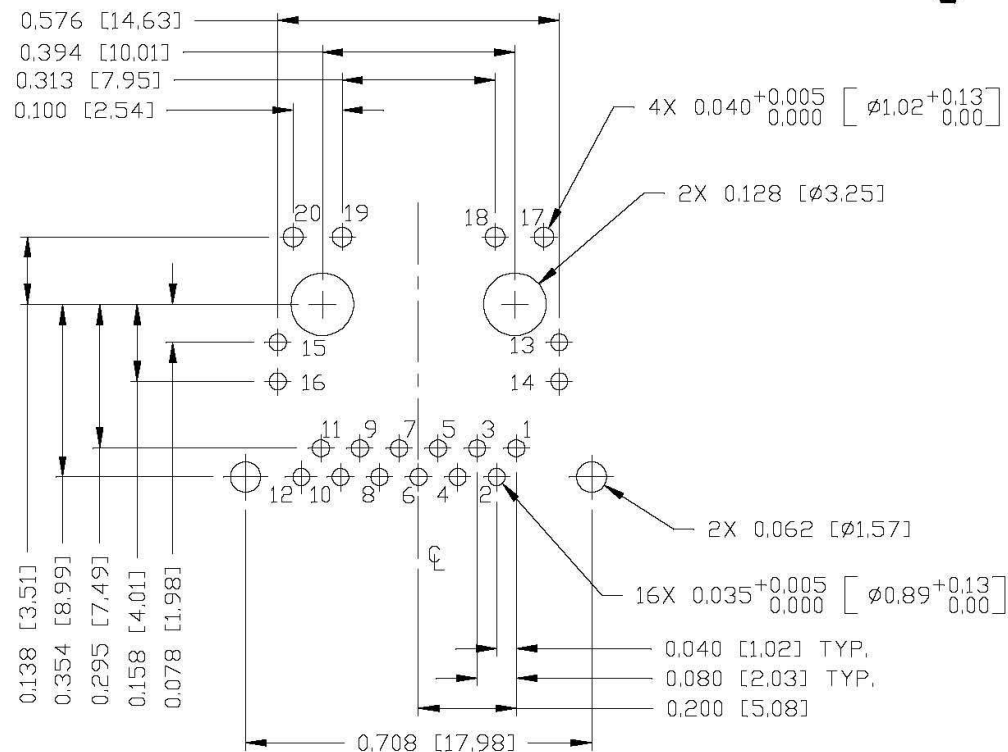 0.576 [14,63]
0.394 [10,01]
0.313 [7,95]
0.100 [2,54]
4X 0.040 +0.005 0.000 [ ø1.02 +0.13 0.00 ]
2X 0.128 [ø3.25]
20 19 18 17
15 13
16 14
11 9 7 5 3 1
12 10 8 6 4 2
2X 0.062 [ø1.57]
℄
16X 0.035 +0.005 0.000 [ ø0.89 +0.13 0.00 ]
0.138 [3.51]
0.354 [8.99]
0.295 [7.49]
0.158 [4.01]
0.078 [1.98]
0.040 [1.02] TYP.
0.080 [2.03] TYP.
0.200 [5.08]
0.708 [17.98]